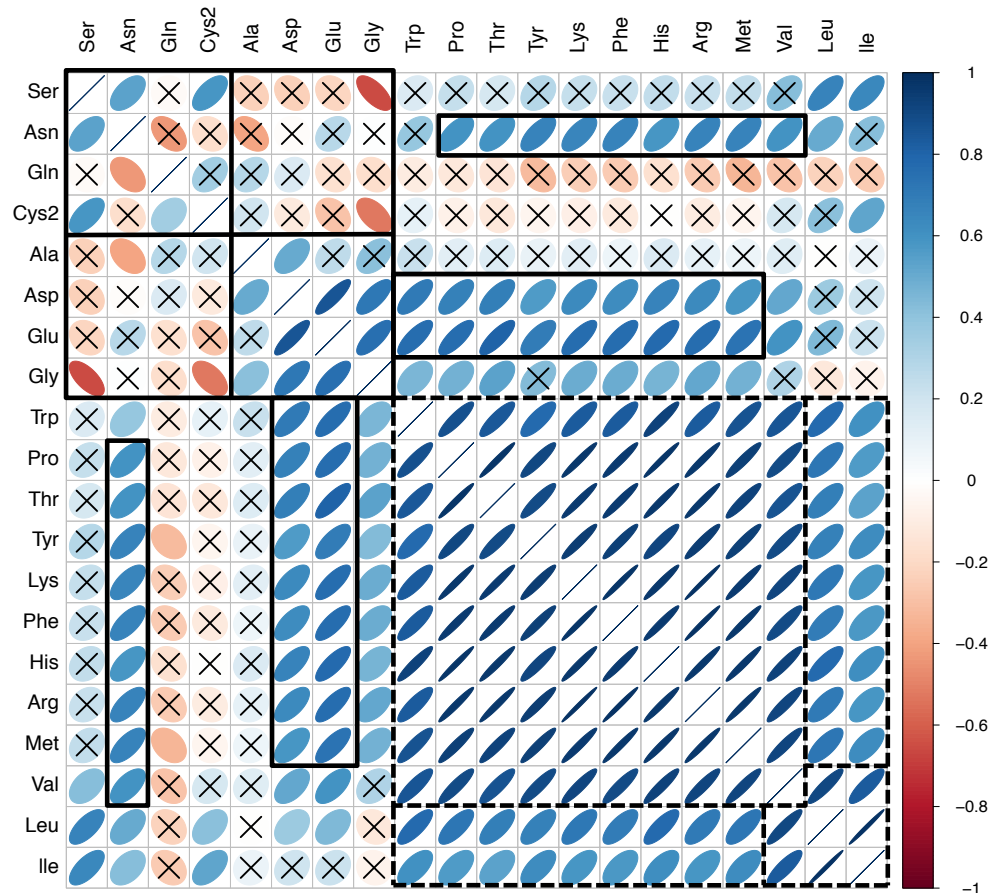 Ser Asn Gln Cys2 Ala Asp Glu Gly Trp Pro Thr Tyr Lys Phe His Arg Met Val Leu Ile
Ser
Asn
Gln
Cys2
Ala
Asp
Glu
Gly
Trp
Pro
Thr
Tyr
Lys
Phe
His
Arg
Met
Val
Leu
Ile
1
0.8
0.6
0.4
0.2
0
−0.2
−0.4
−0.6
−0.8
−1